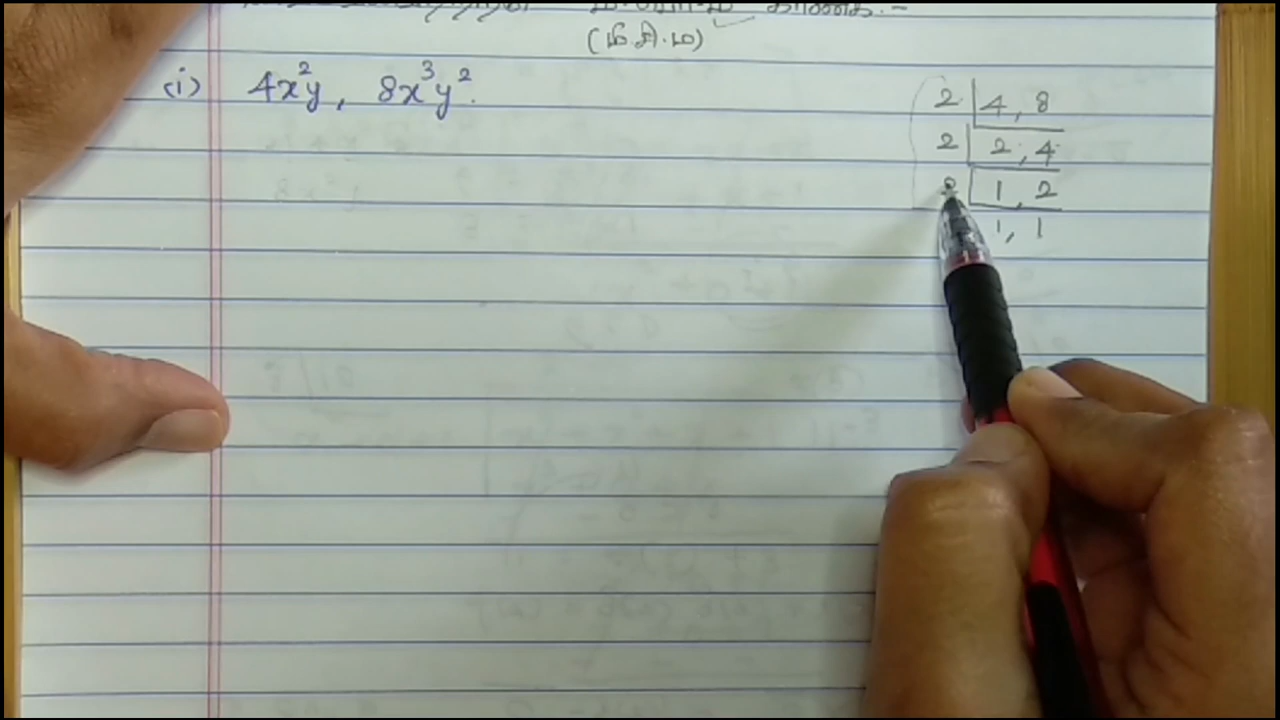 காண்க:-
(மீ.சி.ம)
(i) 4x²y, 8x³y².
2 | 4, 8
2 | 2, 4
2 | 1, 2
1, 1